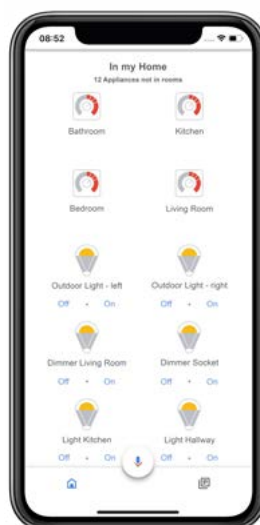 08:52
In my Home
12 Appliances not in rooms
Bathroom Kitchen
Bedroom Living Room
Outdoor Light - left Outdoor Light - right
Off • On Off • On
Dimmer Living Room Dimmer Socket
Off • On Off • On
Light Kitchen Light Hallway
Off • On Off • On